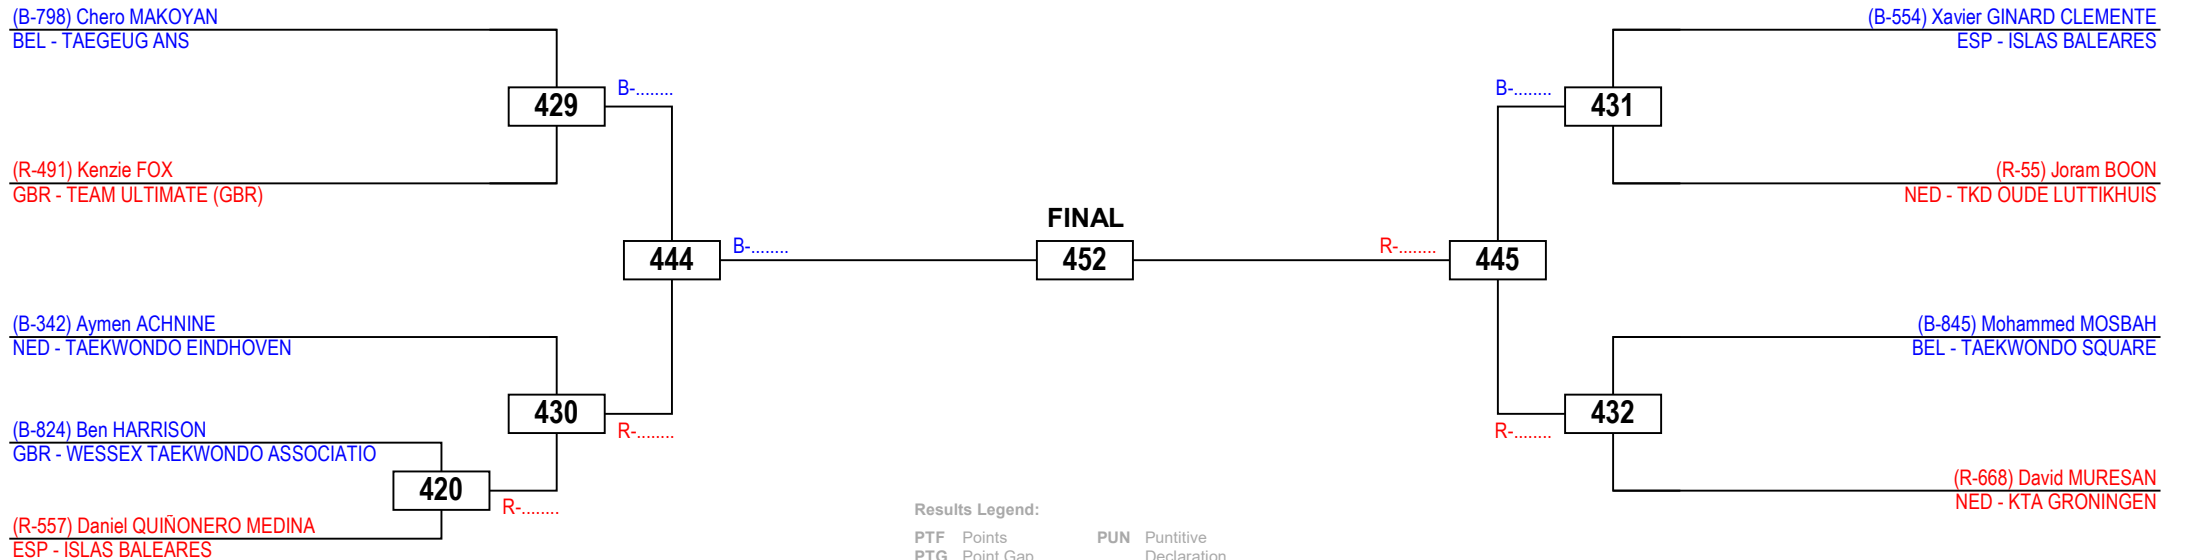 (B-798) Chero MAKOYAN
BEL - TAEGEUG ANS
429
B-........
(R-491) Kenzie FOX
GBR - TEAM ULTIMATE (GBR)
444
B-........
(B-342) Aymen ACHNINE
NED - TAEKWONDO EINDHOVEN
430
R-........
(B-824) Ben HARRISON
GBR - WESSEX TAEKWONDO ASSOCIATIO
420
R-........
(R-557) Daniel QUIÑONERO MEDINA
ESP - ISLAS BALEARES
FINAL
452
(B-554) Xavier GINARD CLEMENTE
ESP - ISLAS BALEARES
B-........
431
(R-55) Joram BOON
NED - TKD OUDE LUTTIKHUIS
R-........
445
(B-845) Mohammed MOSBAH
BEL - TAEKWONDO SQUARE
R-........
432
(R-668) David MURESAN
NED - KTA GRONINGEN
Results Legend:
PTF Points PUN Puntitive
PTG Point Gap Declaration